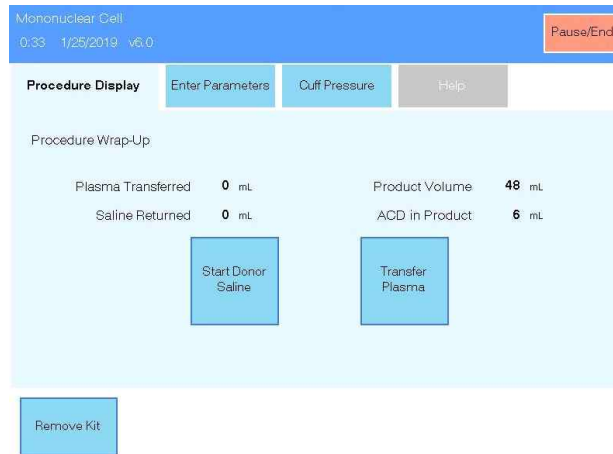 Mononuclear Cell
0:33 1/25/2019 v6.0
Pause/End
Procedure Display
Enter Parameters
Cuff Pressure
Help
Procedure Wrap-Up
Plasma Transferred 0 mL
Product Volume 48 mL
Saline Returned 0 mL
ACD in Product 6 mL
Start Donor
Saline
Transfer
Plasma
Remove Kit